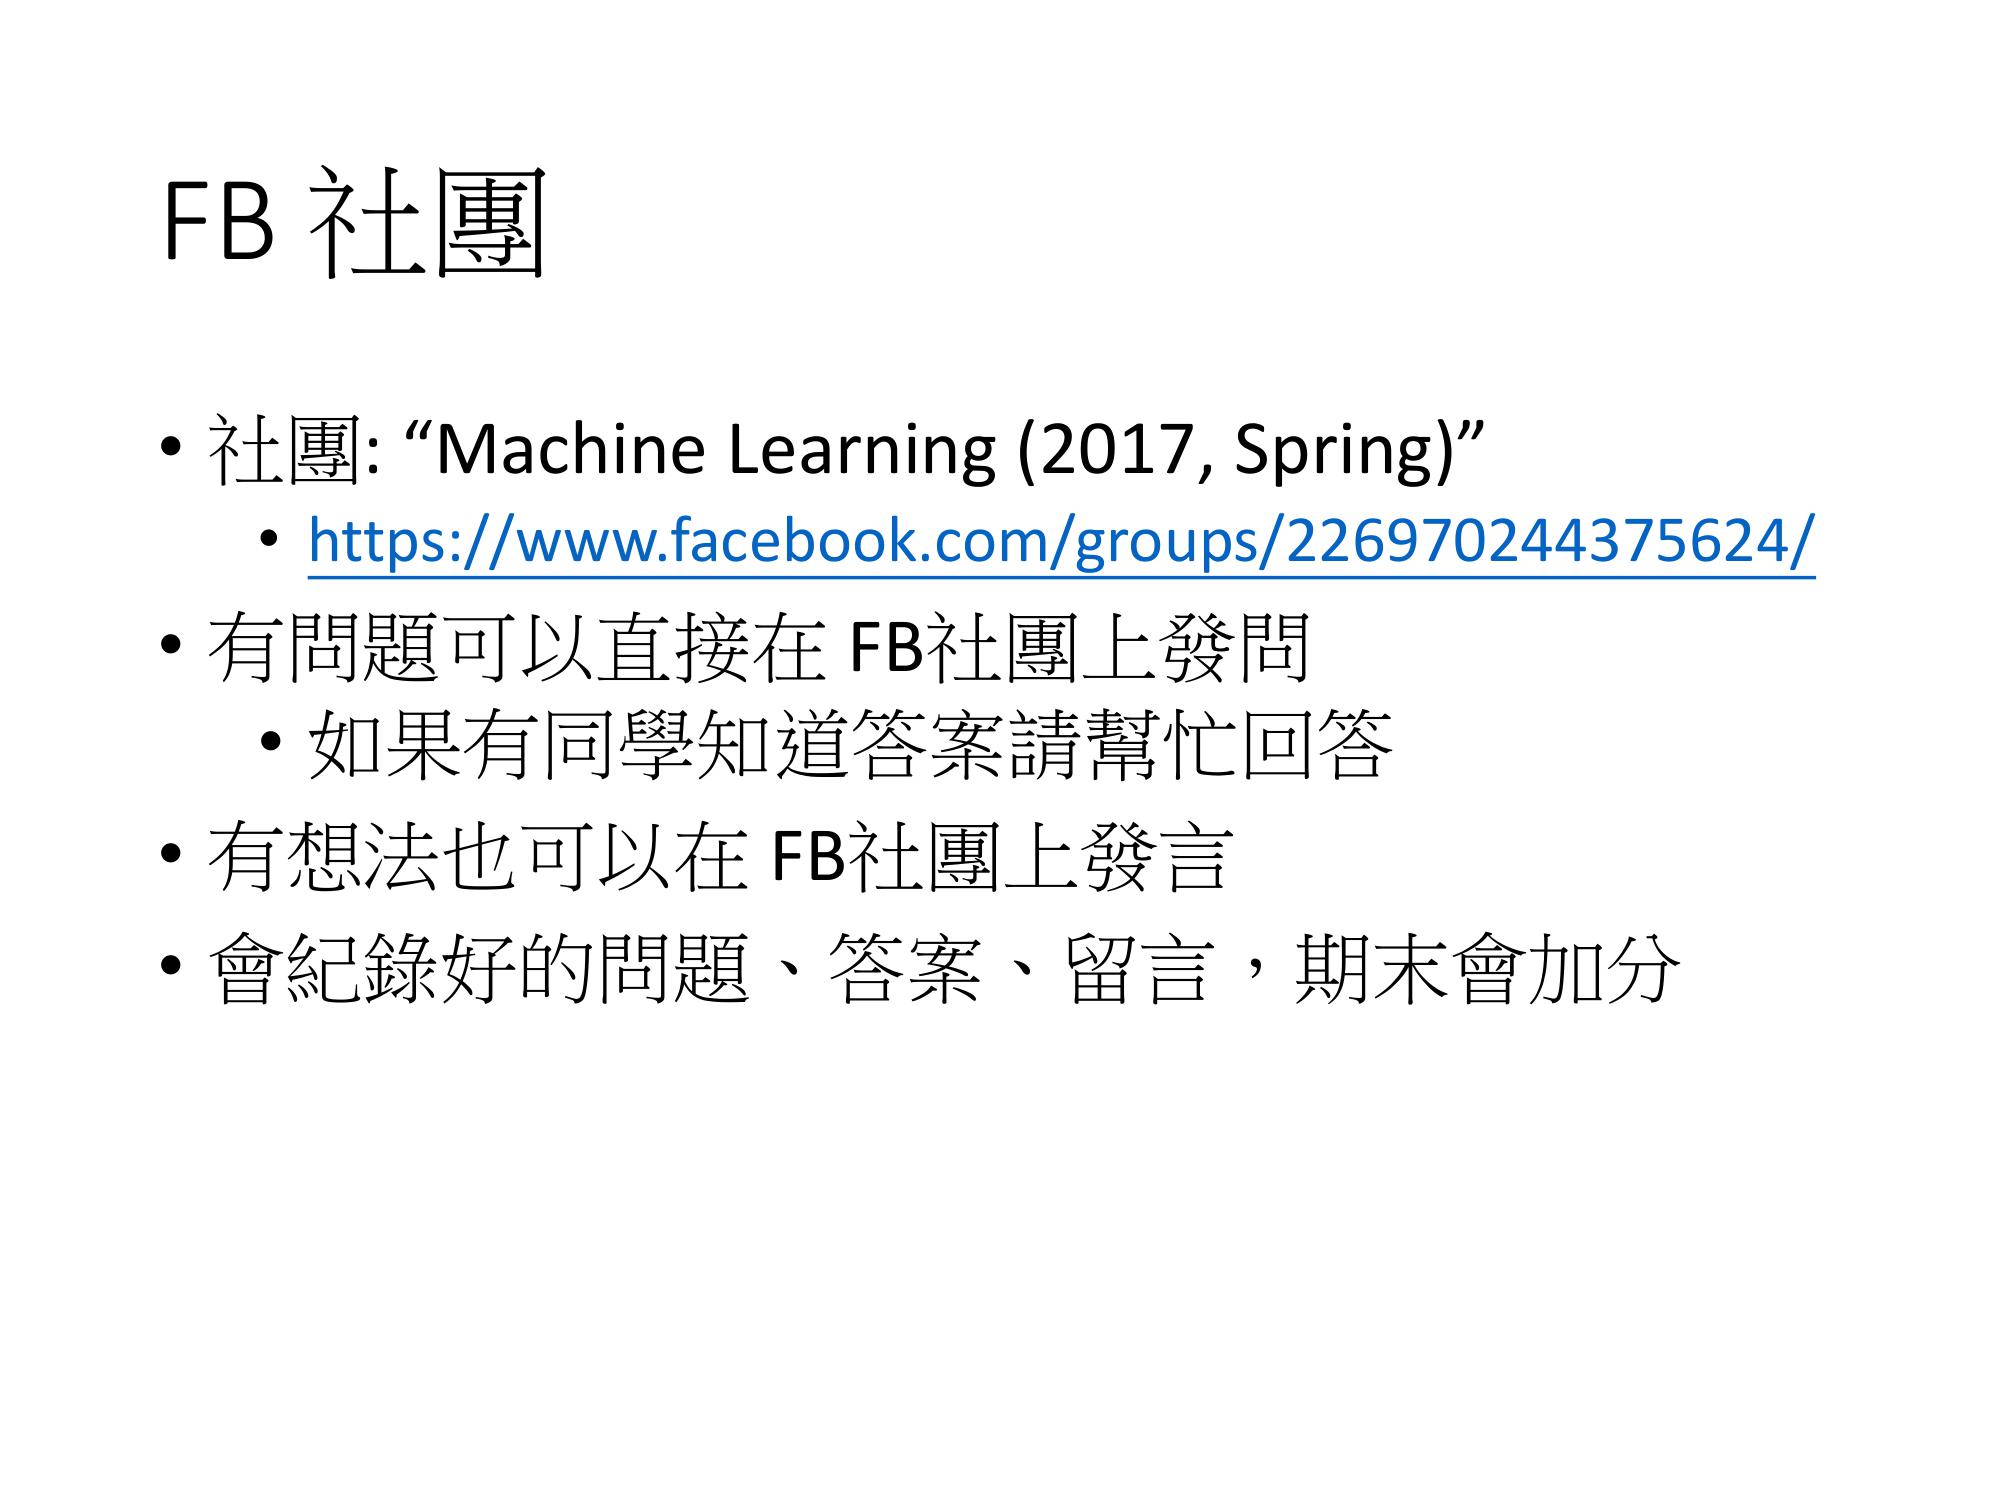 FB 社團
• 社團: “Machine Learning (2017, Spring)”
• https://www.facebook.com/groups/226970244375624/
• 有問題可以直接在 FB社團上發問
• 如果有同學知道答案請幫忙回答
• 有想法也可以在 FB社團上發言
• 會紀錄好的問題、答案、留言，期末會加分